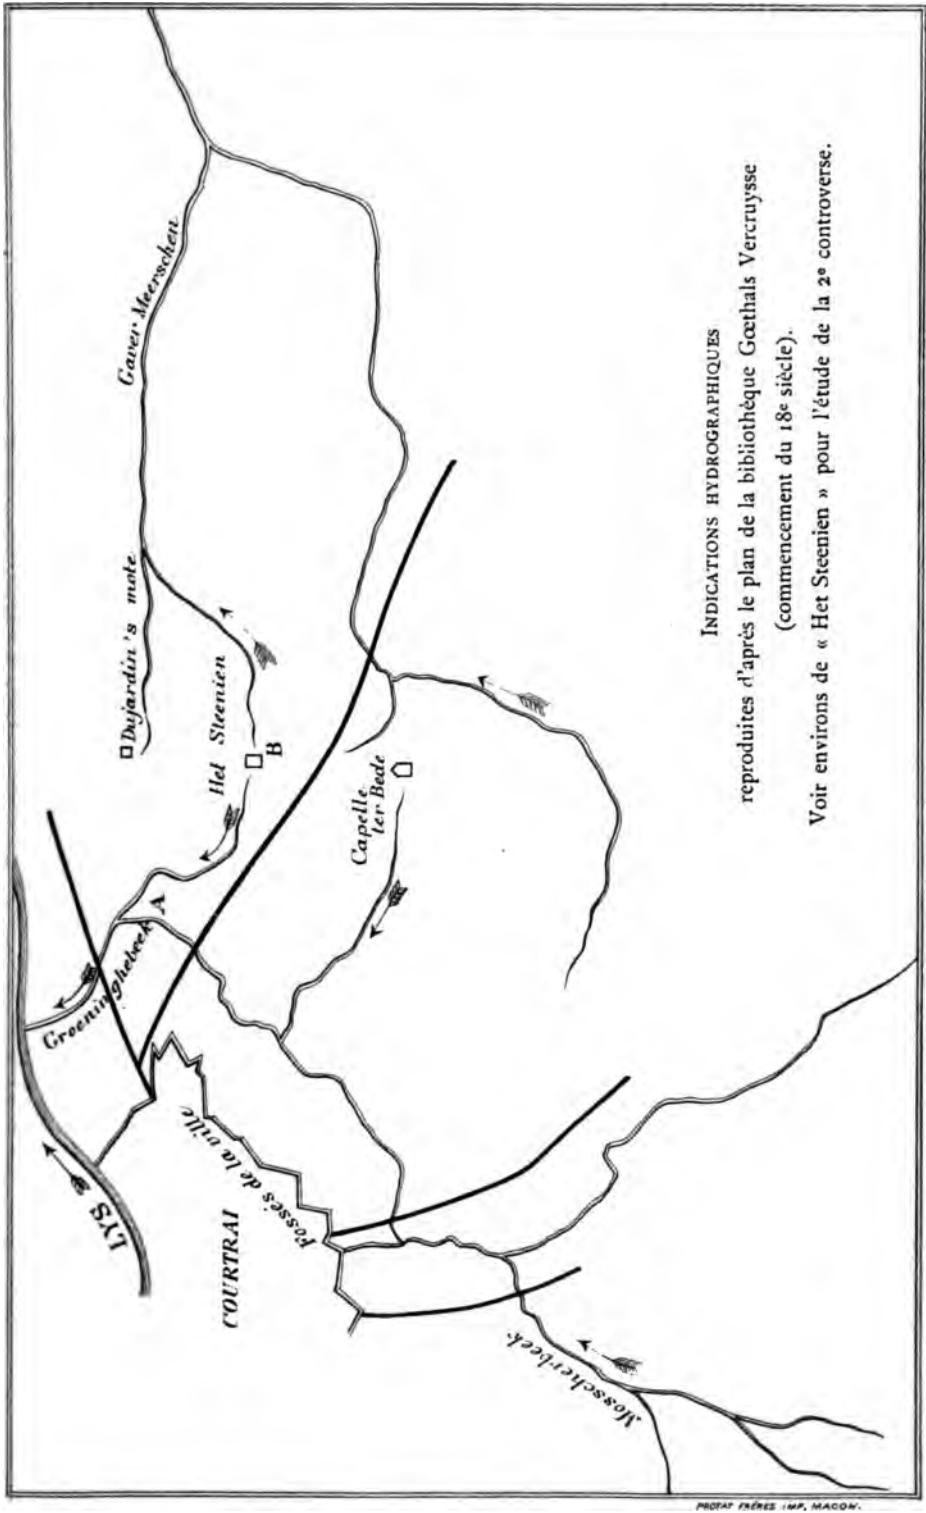 LYS
COURTRAI
Fossés de la ville
Groeninghebeek
A
Het Steenien
B
Dujardin's mote
Gaver Meerschen
Capelle
ter Bede
Mosscherbeek
INDICATIONS HYDROGRAPHIQUES
reproduites d'après le plan de la bibliothèque Gœthals Vercruysse
(commencement du 18e siècle).
Voir environs de « Het Steenien » pour l'étude de la 2e controverse.
PROTAT FRÈRES IMP, MACON.